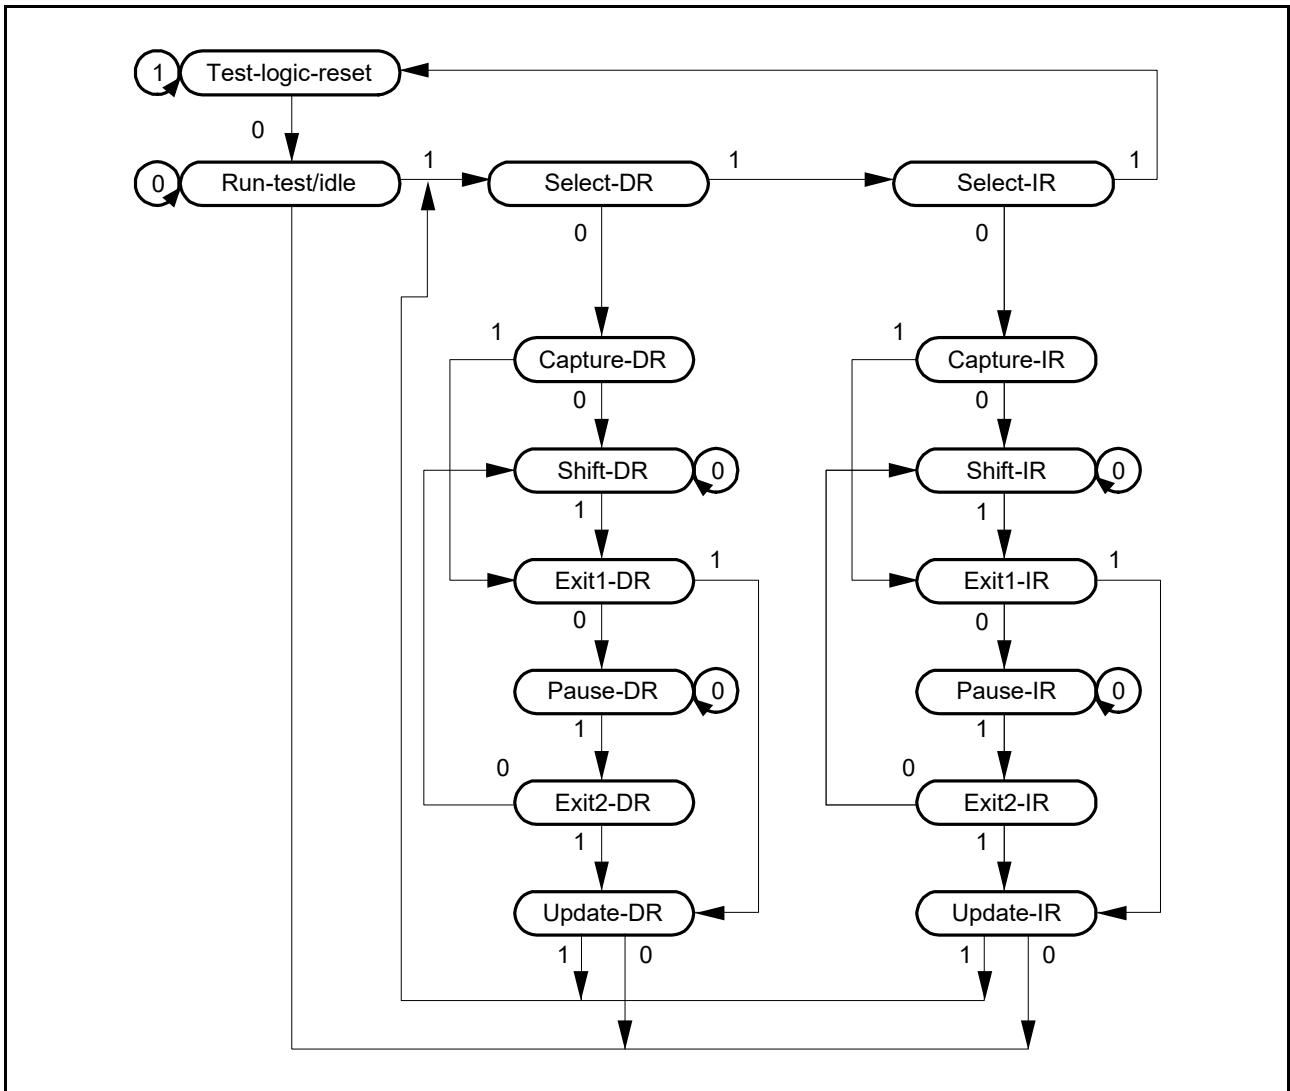 1 Test-logic-reset
0
0 Run-test/idle 1 Select-DR 1 Select-IR 1
0 0
1 1
Capture-DR Capture-IR
0 0
Shift-DR 0 Shift-IR 0
1 1
1 1
Exit1-DR Exit1-IR
0 0
Pause-DR 0 Pause-IR 0
1 1
0 0
Exit2-DR Exit2-IR
1 1
Update-DR Update-IR
1 0 1 0